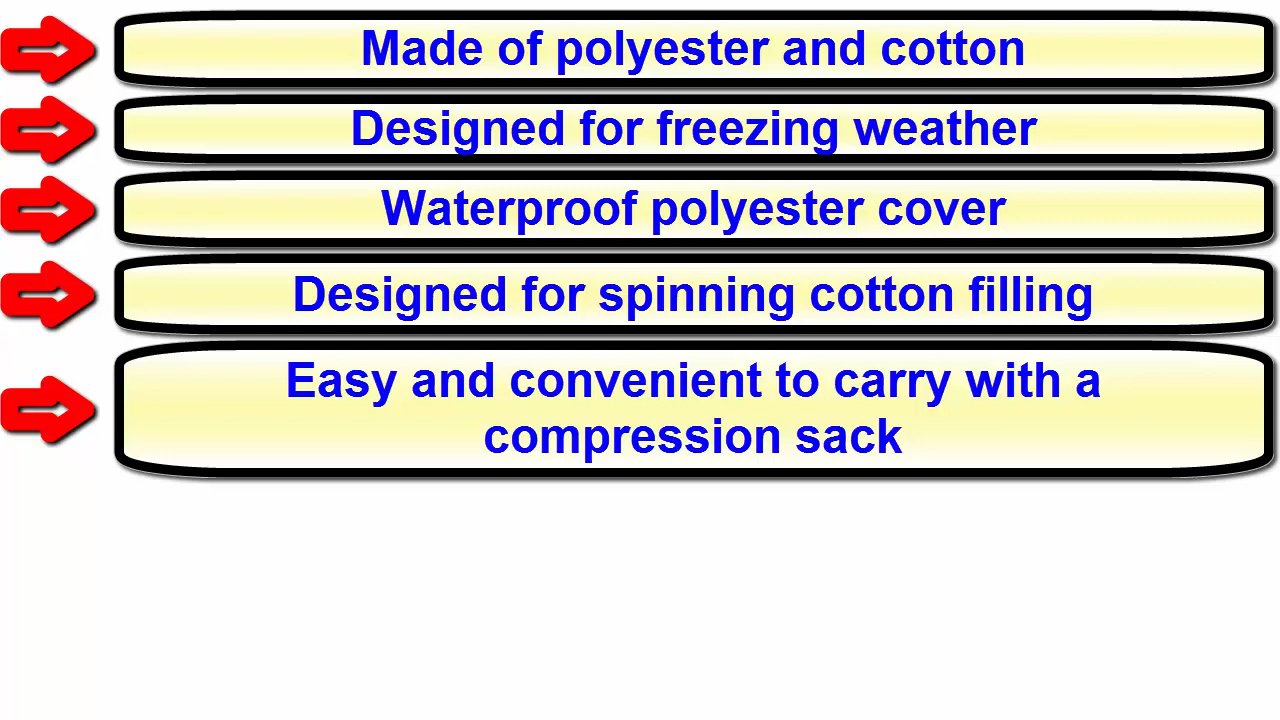 Made of polyester and cotton
Designed for freezing weather
Waterproof polyester cover
Designed for spinning cotton filling
Easy and convenient to carry with a
compression sack